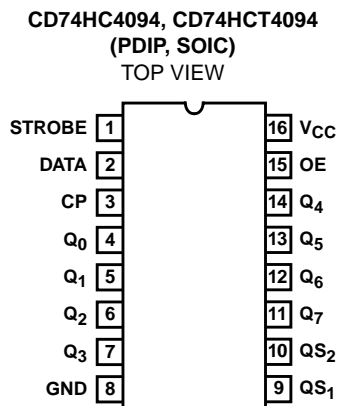 CD74HC4094, CD74HCT4094
(PDIP, SOIC)
TOP VIEW
STROBE 1 16 VCC
DATA 2 15 OE
CP 3 14 Q4
Q0 4 13 Q5
Q1 5 12 Q6
Q2 6 11 Q7
Q3 7 10 QS2
GND 8 9 QS1